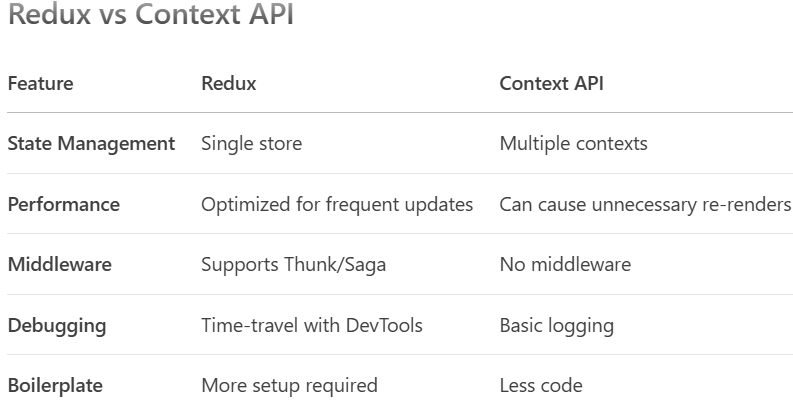 Redux vs Context API
Feature Redux Context API
State Management Single store Multiple contexts
Performance Optimized for frequent updates Can cause unnecessary re-renders
Middleware Supports Thunk/Saga No middleware
Debugging Time-travel with DevTools Basic logging
Boilerplate More setup required Less code